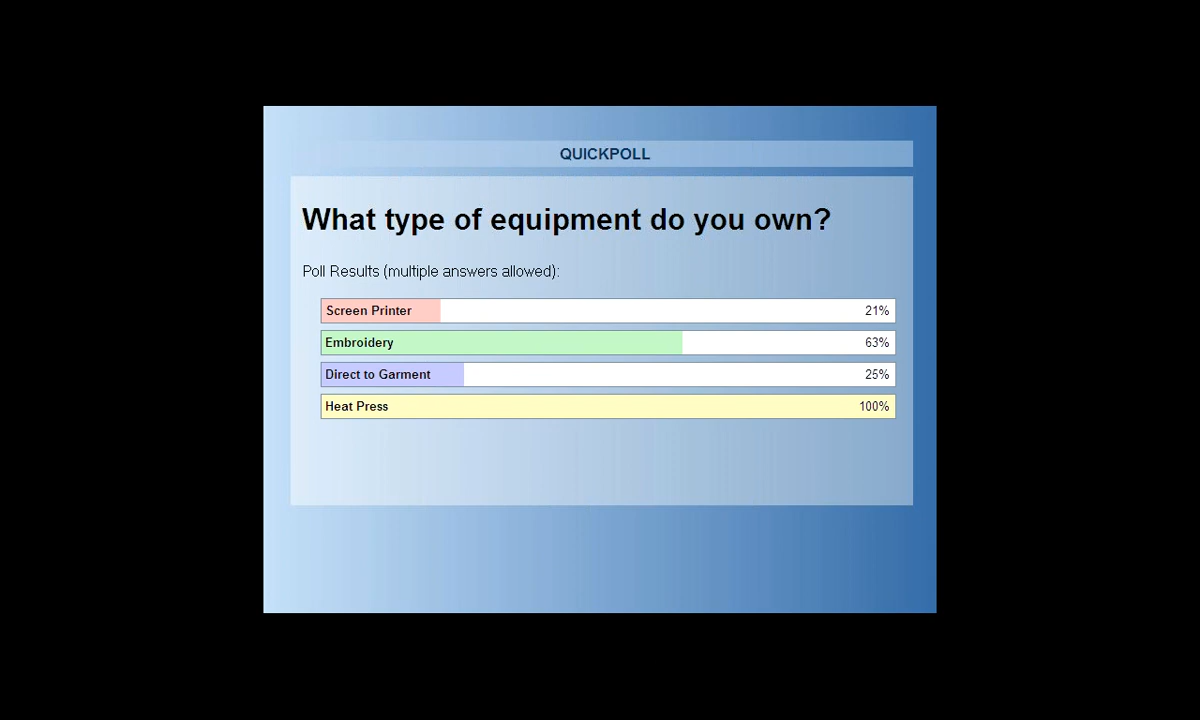 QUICKPOLL
What type of equipment do you own?
Poll Results (multiple answers allowed):
Screen Printer 21%
Embroidery 63%
Direct to Garment 25%
Heat Press 100%